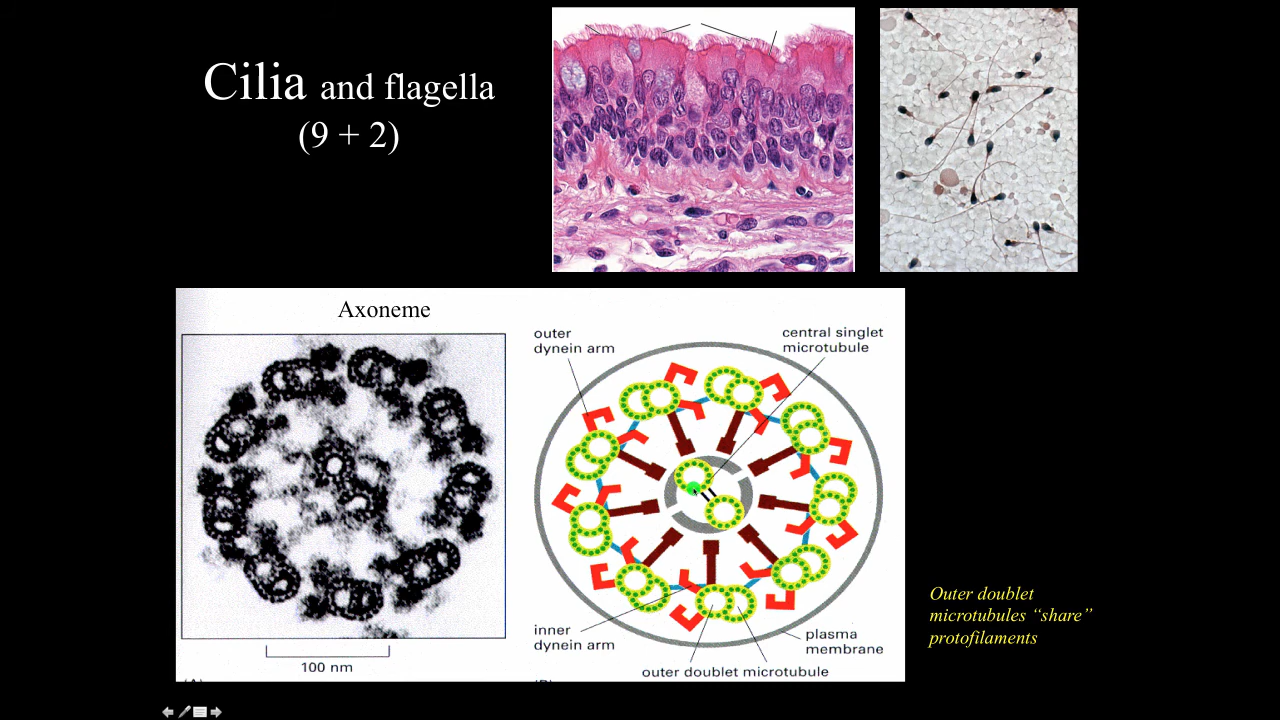 Cilia and flagella
(9 + 2)
Axoneme
outer
dynein arm
central singlet
microtubule
inner
dynein arm
plasma
membrane
outer doublet microtubule
100 nm
Outer doublet
microtubules “share”
protofilaments